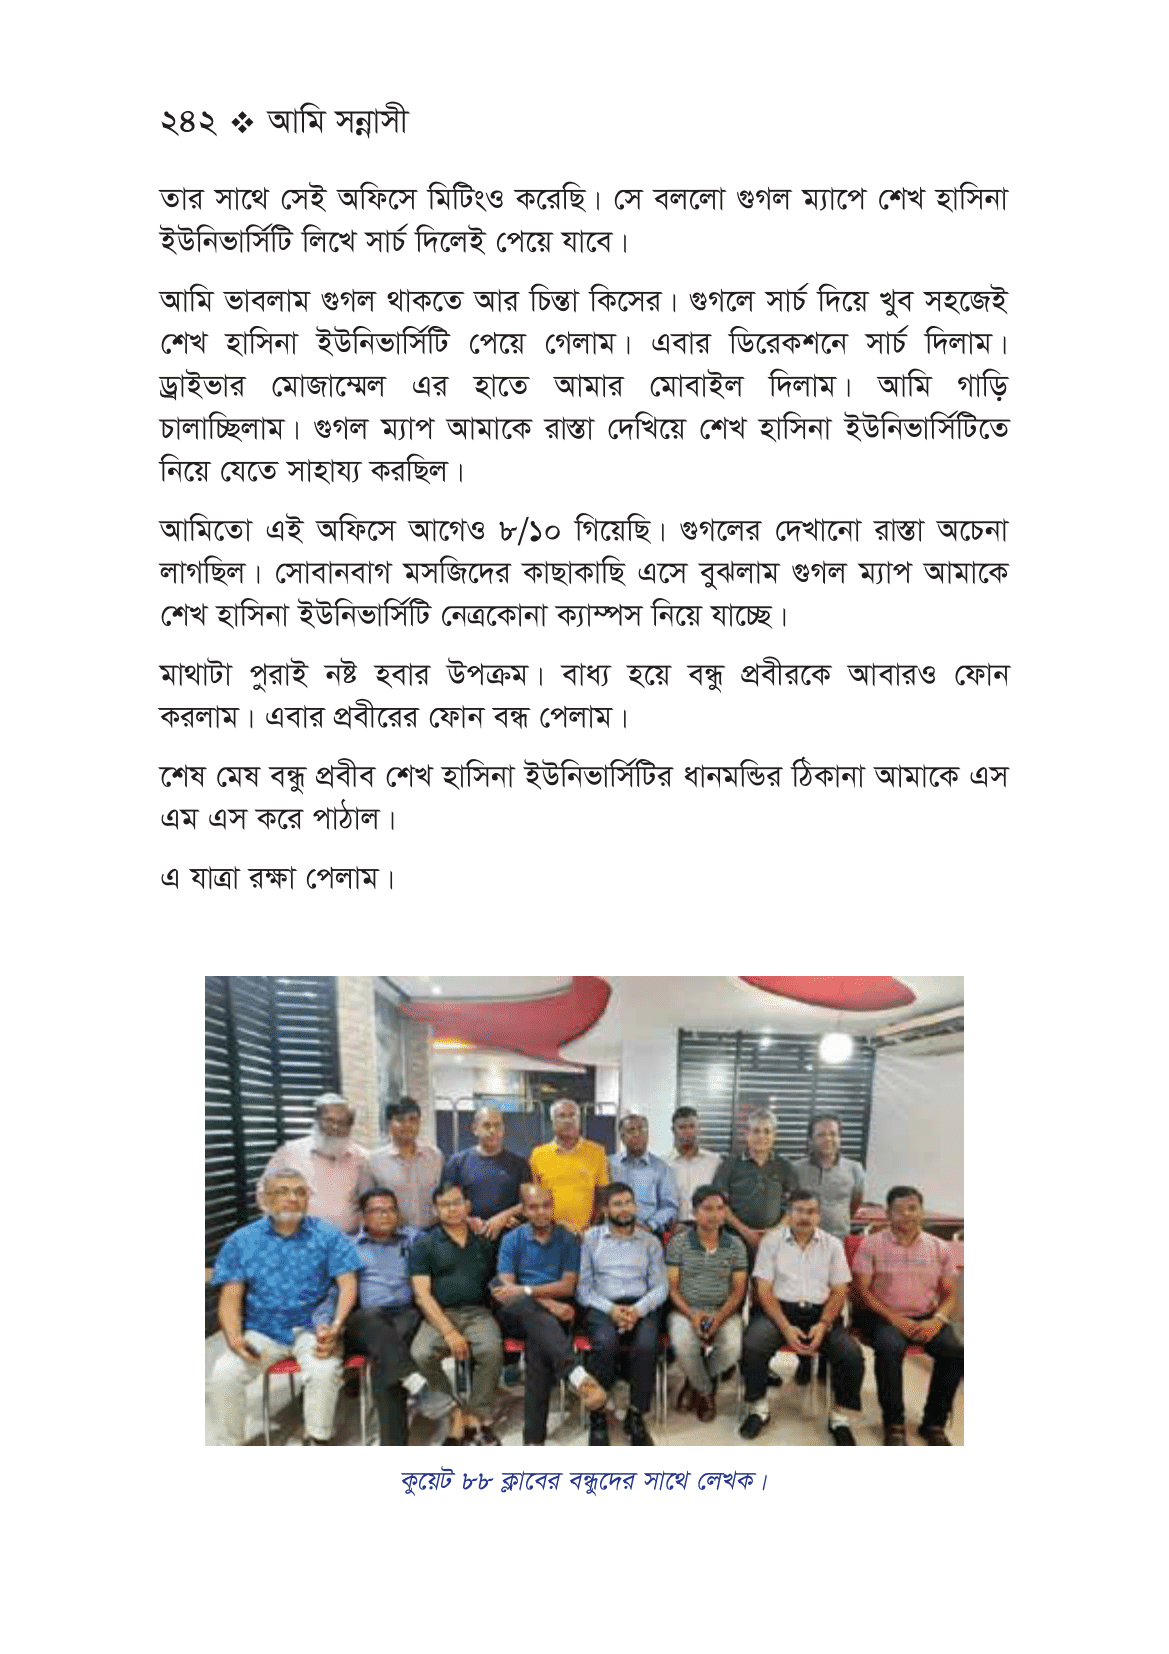 ২৪২ ❖ আমি সন্নাসী
তার সাথে সেই অফিসে মিটিংও করেছি। সে বললো গুগল ম্যাপে শেখ হাসিনা
ইউনিভার্সিটি লিখে সার্চ দিলেই পেয়ে যাবে।
আমি ভাবলাম গুগল থাকতে আর চিন্তা কিসের। গুগলে সার্চ দিয়ে খুব সহজেই
শেখ হাসিনা ইউনিভার্সিটি পেয়ে গেলাম। এবার ডিরেকশনে সার্চ দিলাম।
ড্রাইভার মোজাম্মেল এর হাতে আমার মোবাইল দিলাম। আমি গাড়ি
চালাচ্ছিলাম। গুগল ম্যাপ আমাকে রাস্তা দেখিয়ে শেখ হাসিনা ইউনিভার্সিটিতে
নিয়ে যেতে সাহায্য করছিল।
আমিতো এই অফিসে আগেও ৮/১০ গিয়েছি। গুগলের দেখানো রাস্তা অচেনা
লাগছিল। সোবানবাগ মসজিদের কাছাকাছি এসে বুঝলাম গুগল ম্যাপ আমাকে
শেখ হাসিনা ইউনিভার্সিটি নেত্রকোনা ক্যাম্পস নিয়ে যাচ্ছে।
মাথাটা পুরাই নষ্ট হবার উপক্রম। বাধ্য হয়ে বন্ধু প্রবীরকে আবারও ফোন
করলাম। এবার প্রবীরের ফোন বন্ধ পেলাম।
শেষ মেষ বন্ধু প্রবীব শেখ হাসিনা ইউনিভার্সিটির ধানমন্ডির ঠিকানা আমাকে এস
এম এস করে পাঠাল।
এ যাত্রা রক্ষা পেলাম।
কুয়েট ৮৮ ক্লাবের বন্ধুদের সাথে লেখক।